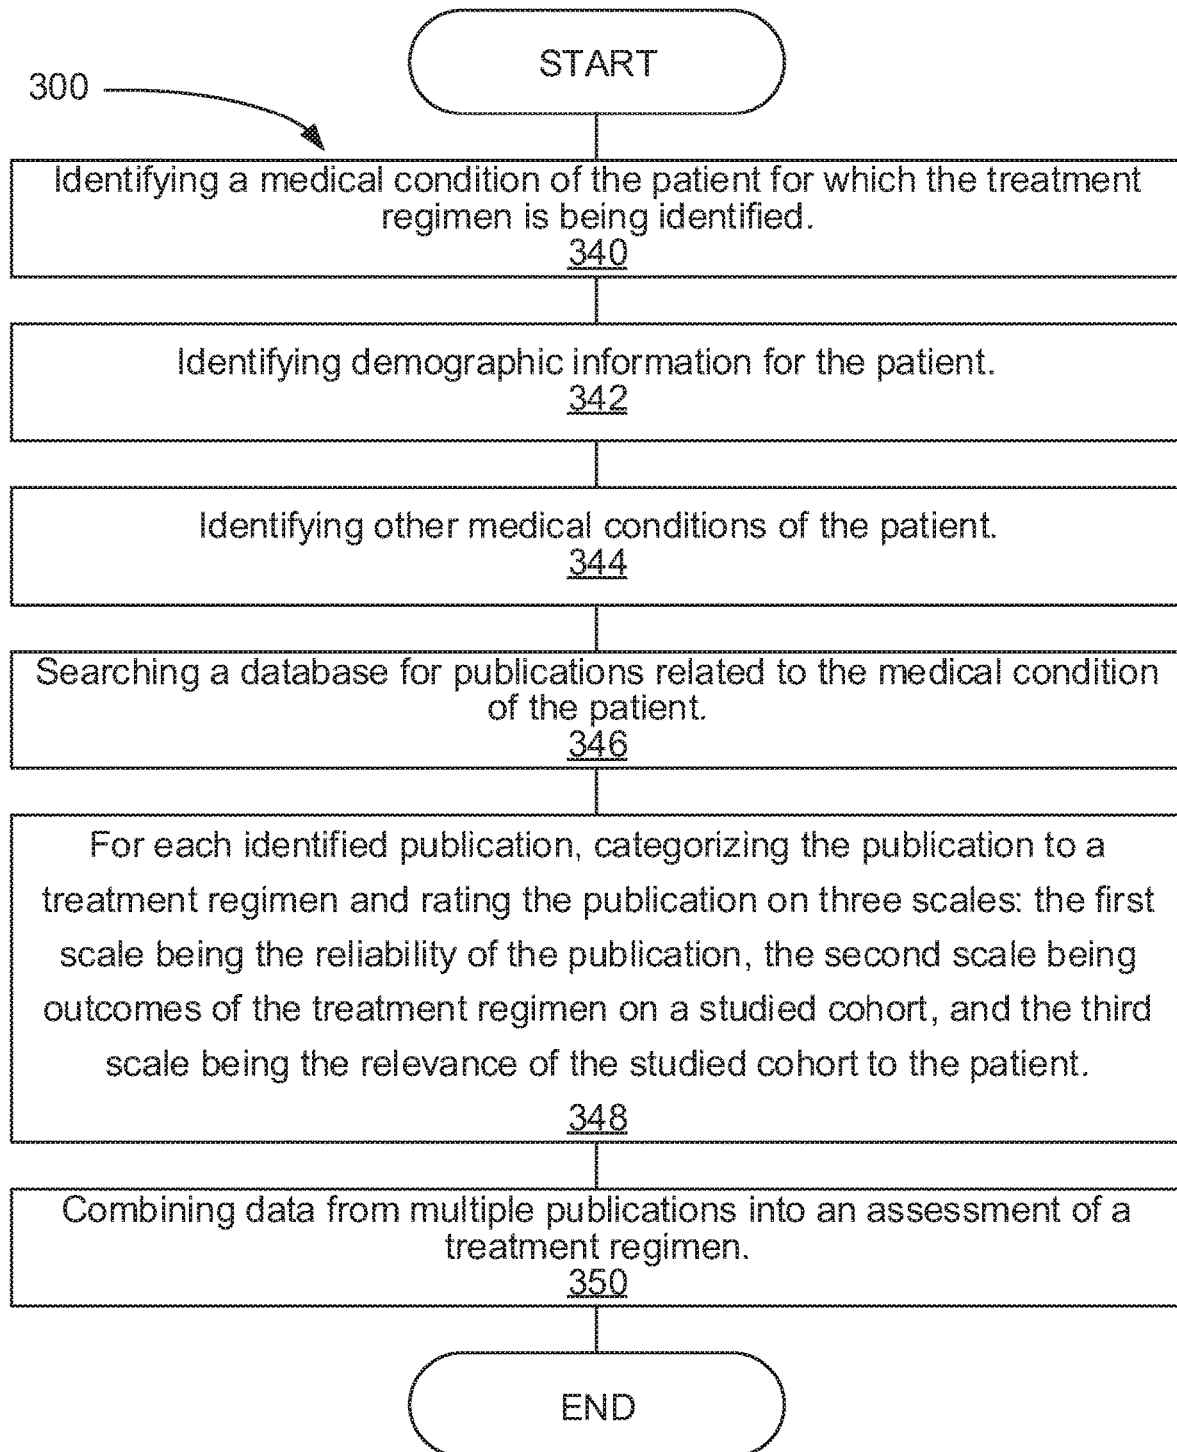 START
300
Identifying a medical condition of the patient for which the treatment
regimen is being identified.
340
Identifying demographic information for the patient.
342
Identifying other medical conditions of the patient.
344
Searching a database for publications related to the medical condition
of the patient.
346
For each identified publication, categorizing the publication to a
treatment regimen and rating the publication on three scales: the first
scale being the reliability of the publication, the second scale being
outcomes of the treatment regimen on a studied cohort, and the third
scale being the relevance of the studied cohort to the patient.
348
Combining data from multiple publications into an assessment of a
treatment regimen.
350
END